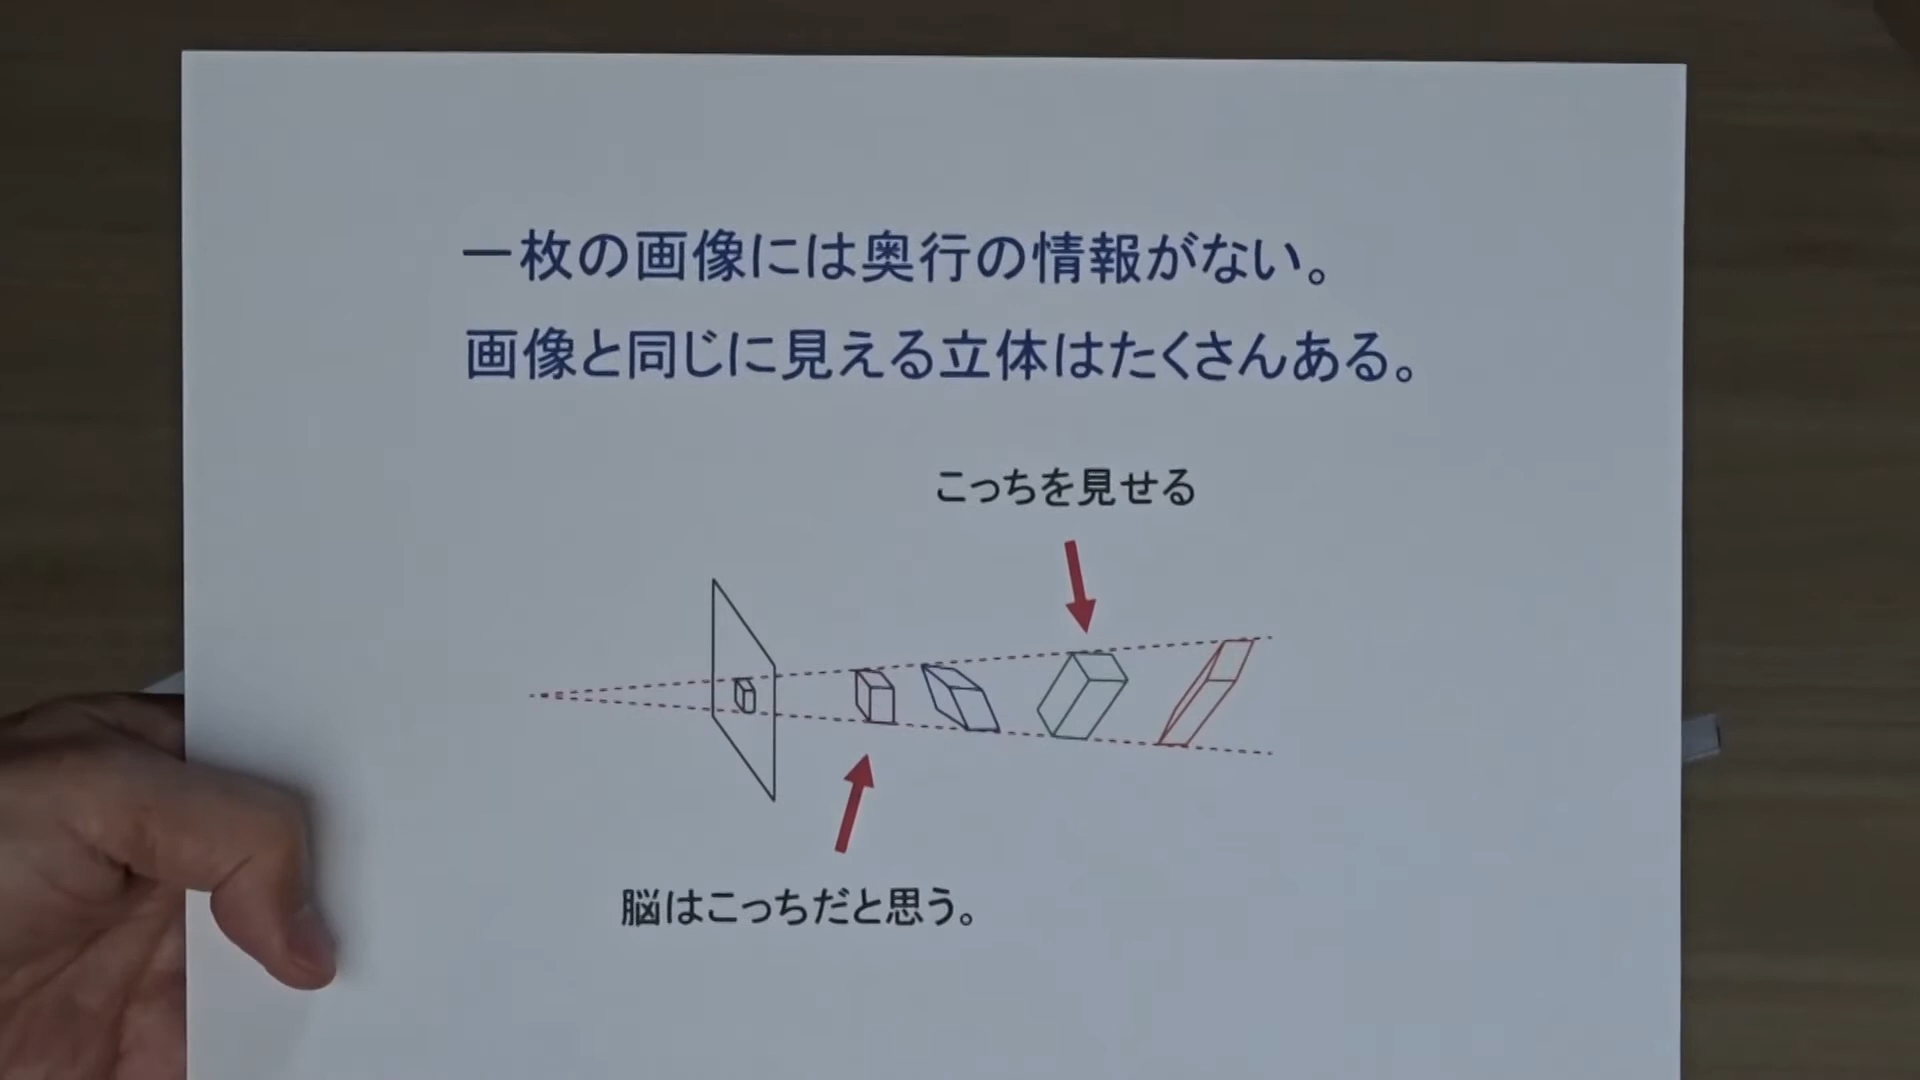 一枚の画像には奥行の情報がない。
画像と同じに見える立体はたくさんある。
こっちを見せる
脳はこっちだと思う。